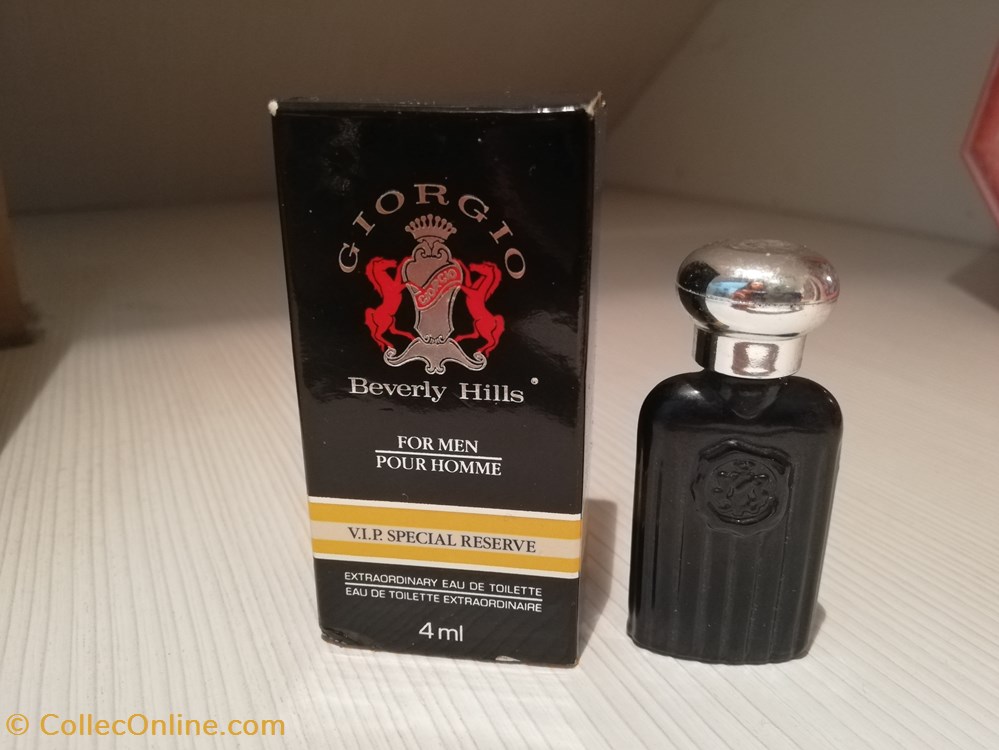 GIORGIO
GIORGIO
Beverly Hills
FOR MEN
POUR HOMME
V.I.P. SPECIAL RESERVE
EXTRAORDINARY EAU DE TOILETTE
EAU DE TOILETTE EXTRAORDINAIRE
4 ml
© CollecOnline.com